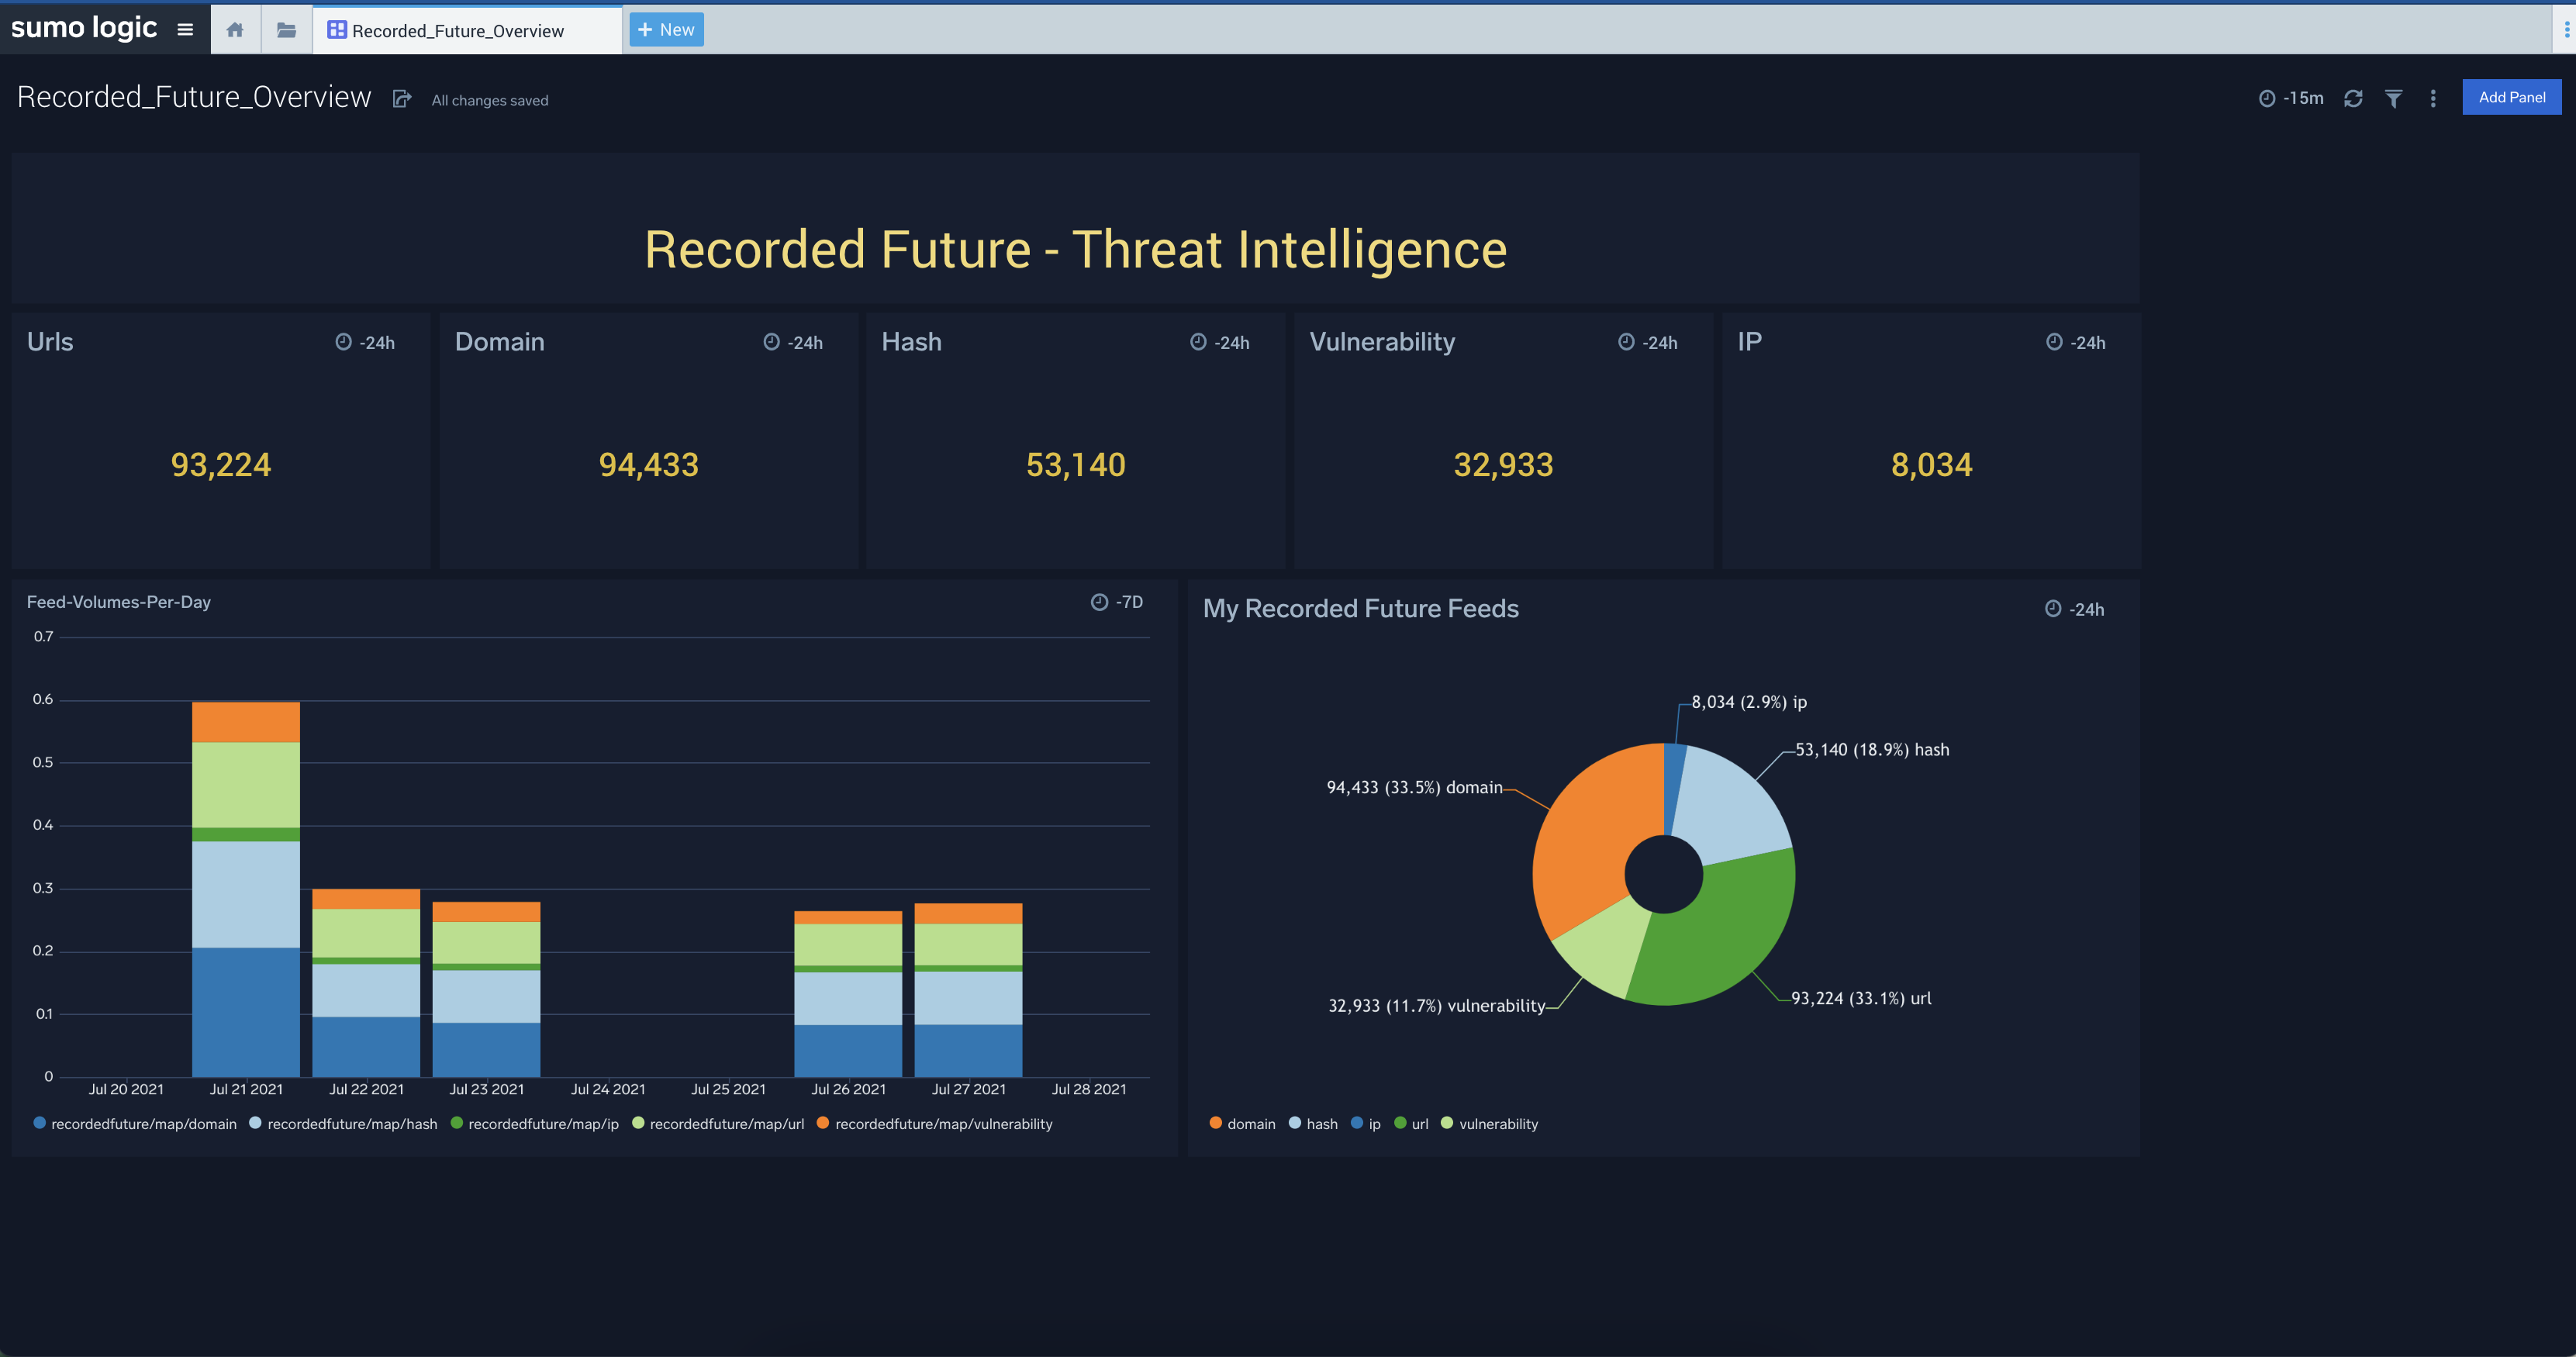 sumo logic
Recorded_Future_Overview
+ New
Recorded_Future_Overview
All changes saved
-15m
Add Panel
Recorded Future - Threat Intelligence
Urls -24h
93,224
Domain -24h
94,433
Hash -24h
53,140
Vulnerability -24h
32,933
IP -24h
8,034
Feed-Volumes-Per-Day -7D
0.7
0.6
0.5
0.4
0.3
0.2
0.1
0
Jul 20 2021 Jul 21 2021 Jul 22 2021 Jul 23 2021 Jul 24 2021 Jul 25 2021 Jul 26 2021 Jul 27 2021 Jul 28 2021
recordedfuture/map/domain recordedfuture/map/hash recordedfuture/map/ip recordedfuture/map/url recordedfuture/map/vulnerability
My Recorded Future Feeds -24h
8,034 (2.9%) ip
53,140 (18.9%) hash
94,433 (33.5%) domain
93,224 (33.1%) url
32,933 (11.7%) vulnerability
domain hash ip url vulnerability